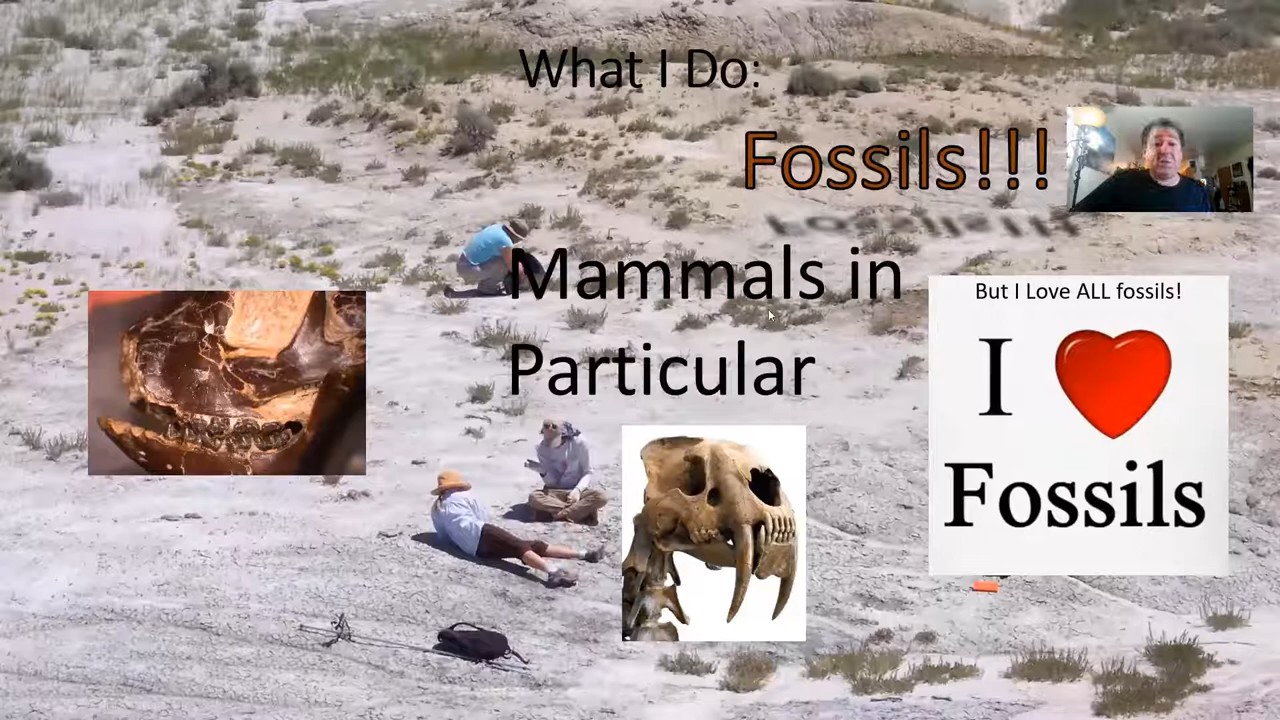 What I Do:
Fossils!!!
Mammals in
Particular
But I Love ALL fossils!
I
Fossils